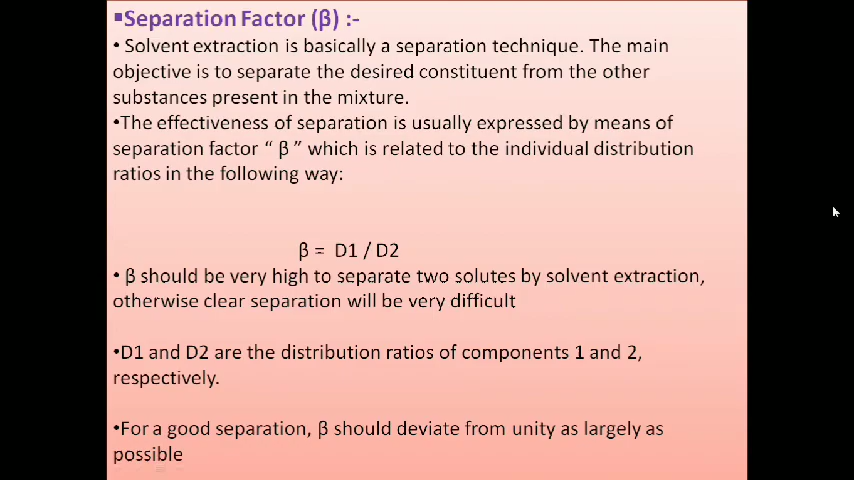 ▪Separation Factor (β) :-
• Solvent extraction is basically a separation technique. The main
objective is to separate the desired constituent from the other
substances present in the mixture.
•The effectiveness of separation is usually expressed by means of
separation factor “ β ” which is related to the individual distribution
ratios in the following way:
β = D1 / D2
• β should be very high to separate two solutes by solvent extraction,
otherwise clear separation will be very difficult
•D1 and D2 are the distribution ratios of components 1 and 2,
respectively.
•For a good separation, β should deviate from unity as largely as
possible